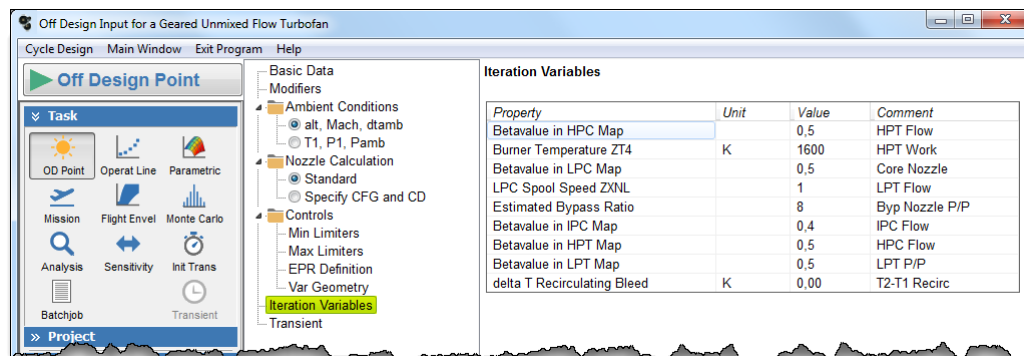 Off Design Input for a Geared Unmixed Flow Turbofan
Cycle Design Main Window Exit Program Help
Off Design Point
Task
OD Point Operat Line Parametric
Mission Flight Envel Monte Carlo
Analysis Sensitivity Init Trans
Batchjob Transient
Project
Basic Data
Modifiers
Ambient Conditions
alt, Mach, dtamb
T1, P1, Pamb
Nozzle Calculation
Standard
Specify CFG and CD
Controls
Min Limiters
Max Limiters
EPR Definition
Var Geometry
Iteration Variables
Transient
Iteration Variables
Property Unit Value Comment
Betavalue in HPC Map 0,5 HPT Flow
Burner Temperature ZT4 K 1600 HPT Work
Betavalue in LPC Map 0,5 Core Nozzle
LPC Spool Speed ZXNL 1 LPT Flow
Estimated Bypass Ratio 8 Byp Nozzle P/P
Betavalue in IPC Map 0,4 IPC Flow
Betavalue in HPT Map 0,5 HPC Flow
Betavalue in LPT Map 0,5 LPT P/P
delta T Recirculating Bleed K 0,00 T2-T1 Recirc